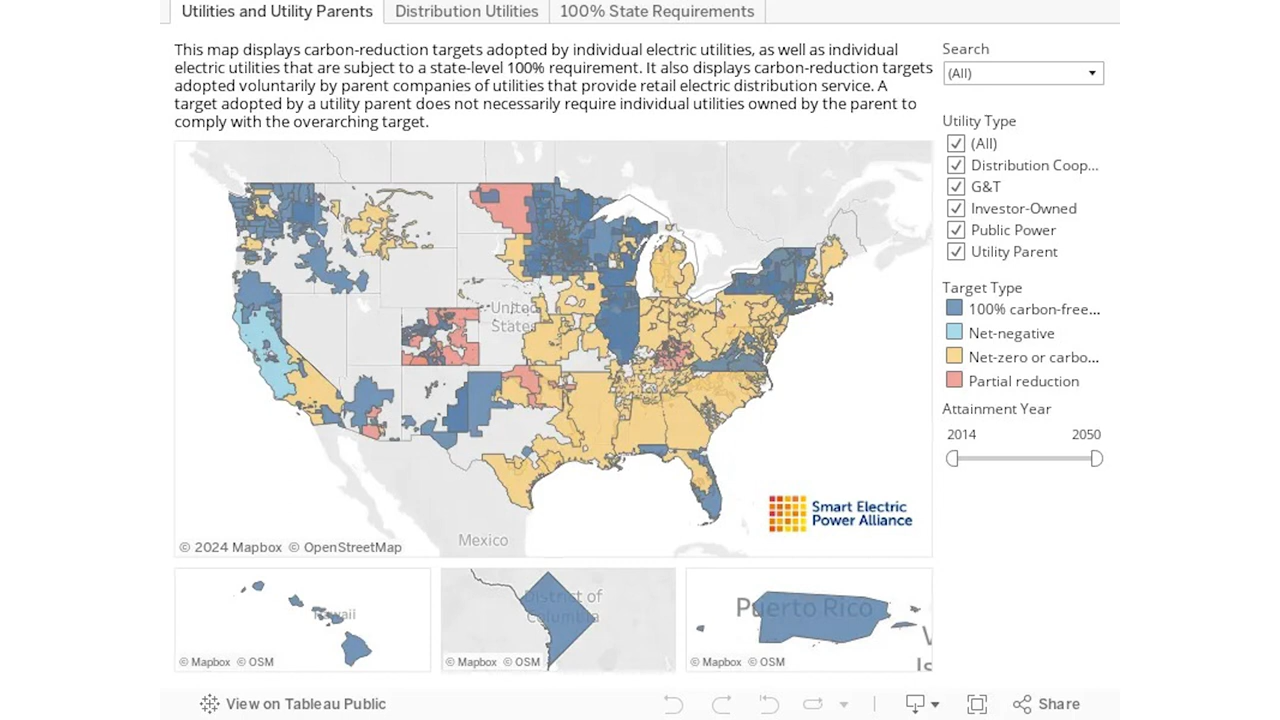 Utilities and Utility Parents
Distribution Utilities
100% State Requirements
This map displays carbon-reduction targets adopted by individual electric utilities, as well as individual
electric utilities that are subject to a state-level 100% requirement. It also displays carbon-reduction targets
adopted voluntarily by parent companies of utilities that provide retail electric distribution service. A
target adopted by a utility parent does not necessarily require individual utilities owned by the parent to
comply with the overarching target.
Search
(All)
Utility Type
(All)
Distribution Coop...
G&T
Investor-Owned
Public Power
Utility Parent
Target Type
100% carbon-free...
Net-negative
Net-zero or carbo...
Partial reduction
Attainment Year
2014 2050
United
States
Mexico
Smart Electric
Power Alliance
© 2024 Mapbox © OpenStreetMap
Hawaii
© Mapbox © OSM
District of
Columbia
© Mapbox © OSM
Puerto Rico
V
Is
© Mapbox © OSM
View on Tableau Public
Share